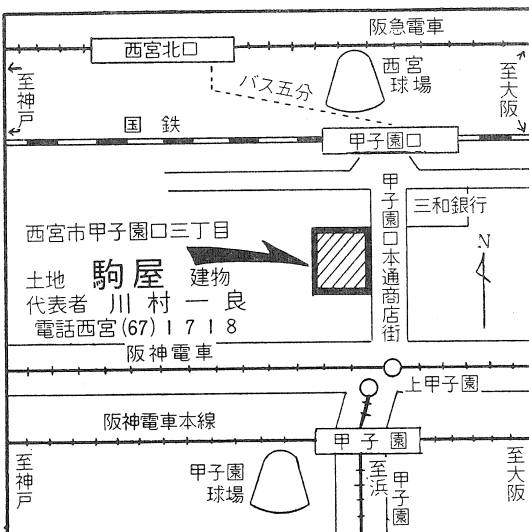 阪急電車
西宮北口
至神戸
バス五分
西宮
球場
至大阪
国鉄
甲子園口
甲子園口本通商店街
三和銀行
N
西宮市甲子園口三丁目
土地 駒屋 建物
代表者 川村一良
電話西宮(67)1718
阪神電車
上甲子園
阪神電車本線
甲子園
至神戸
甲子園
球場
至浜
甲子園
至大阪